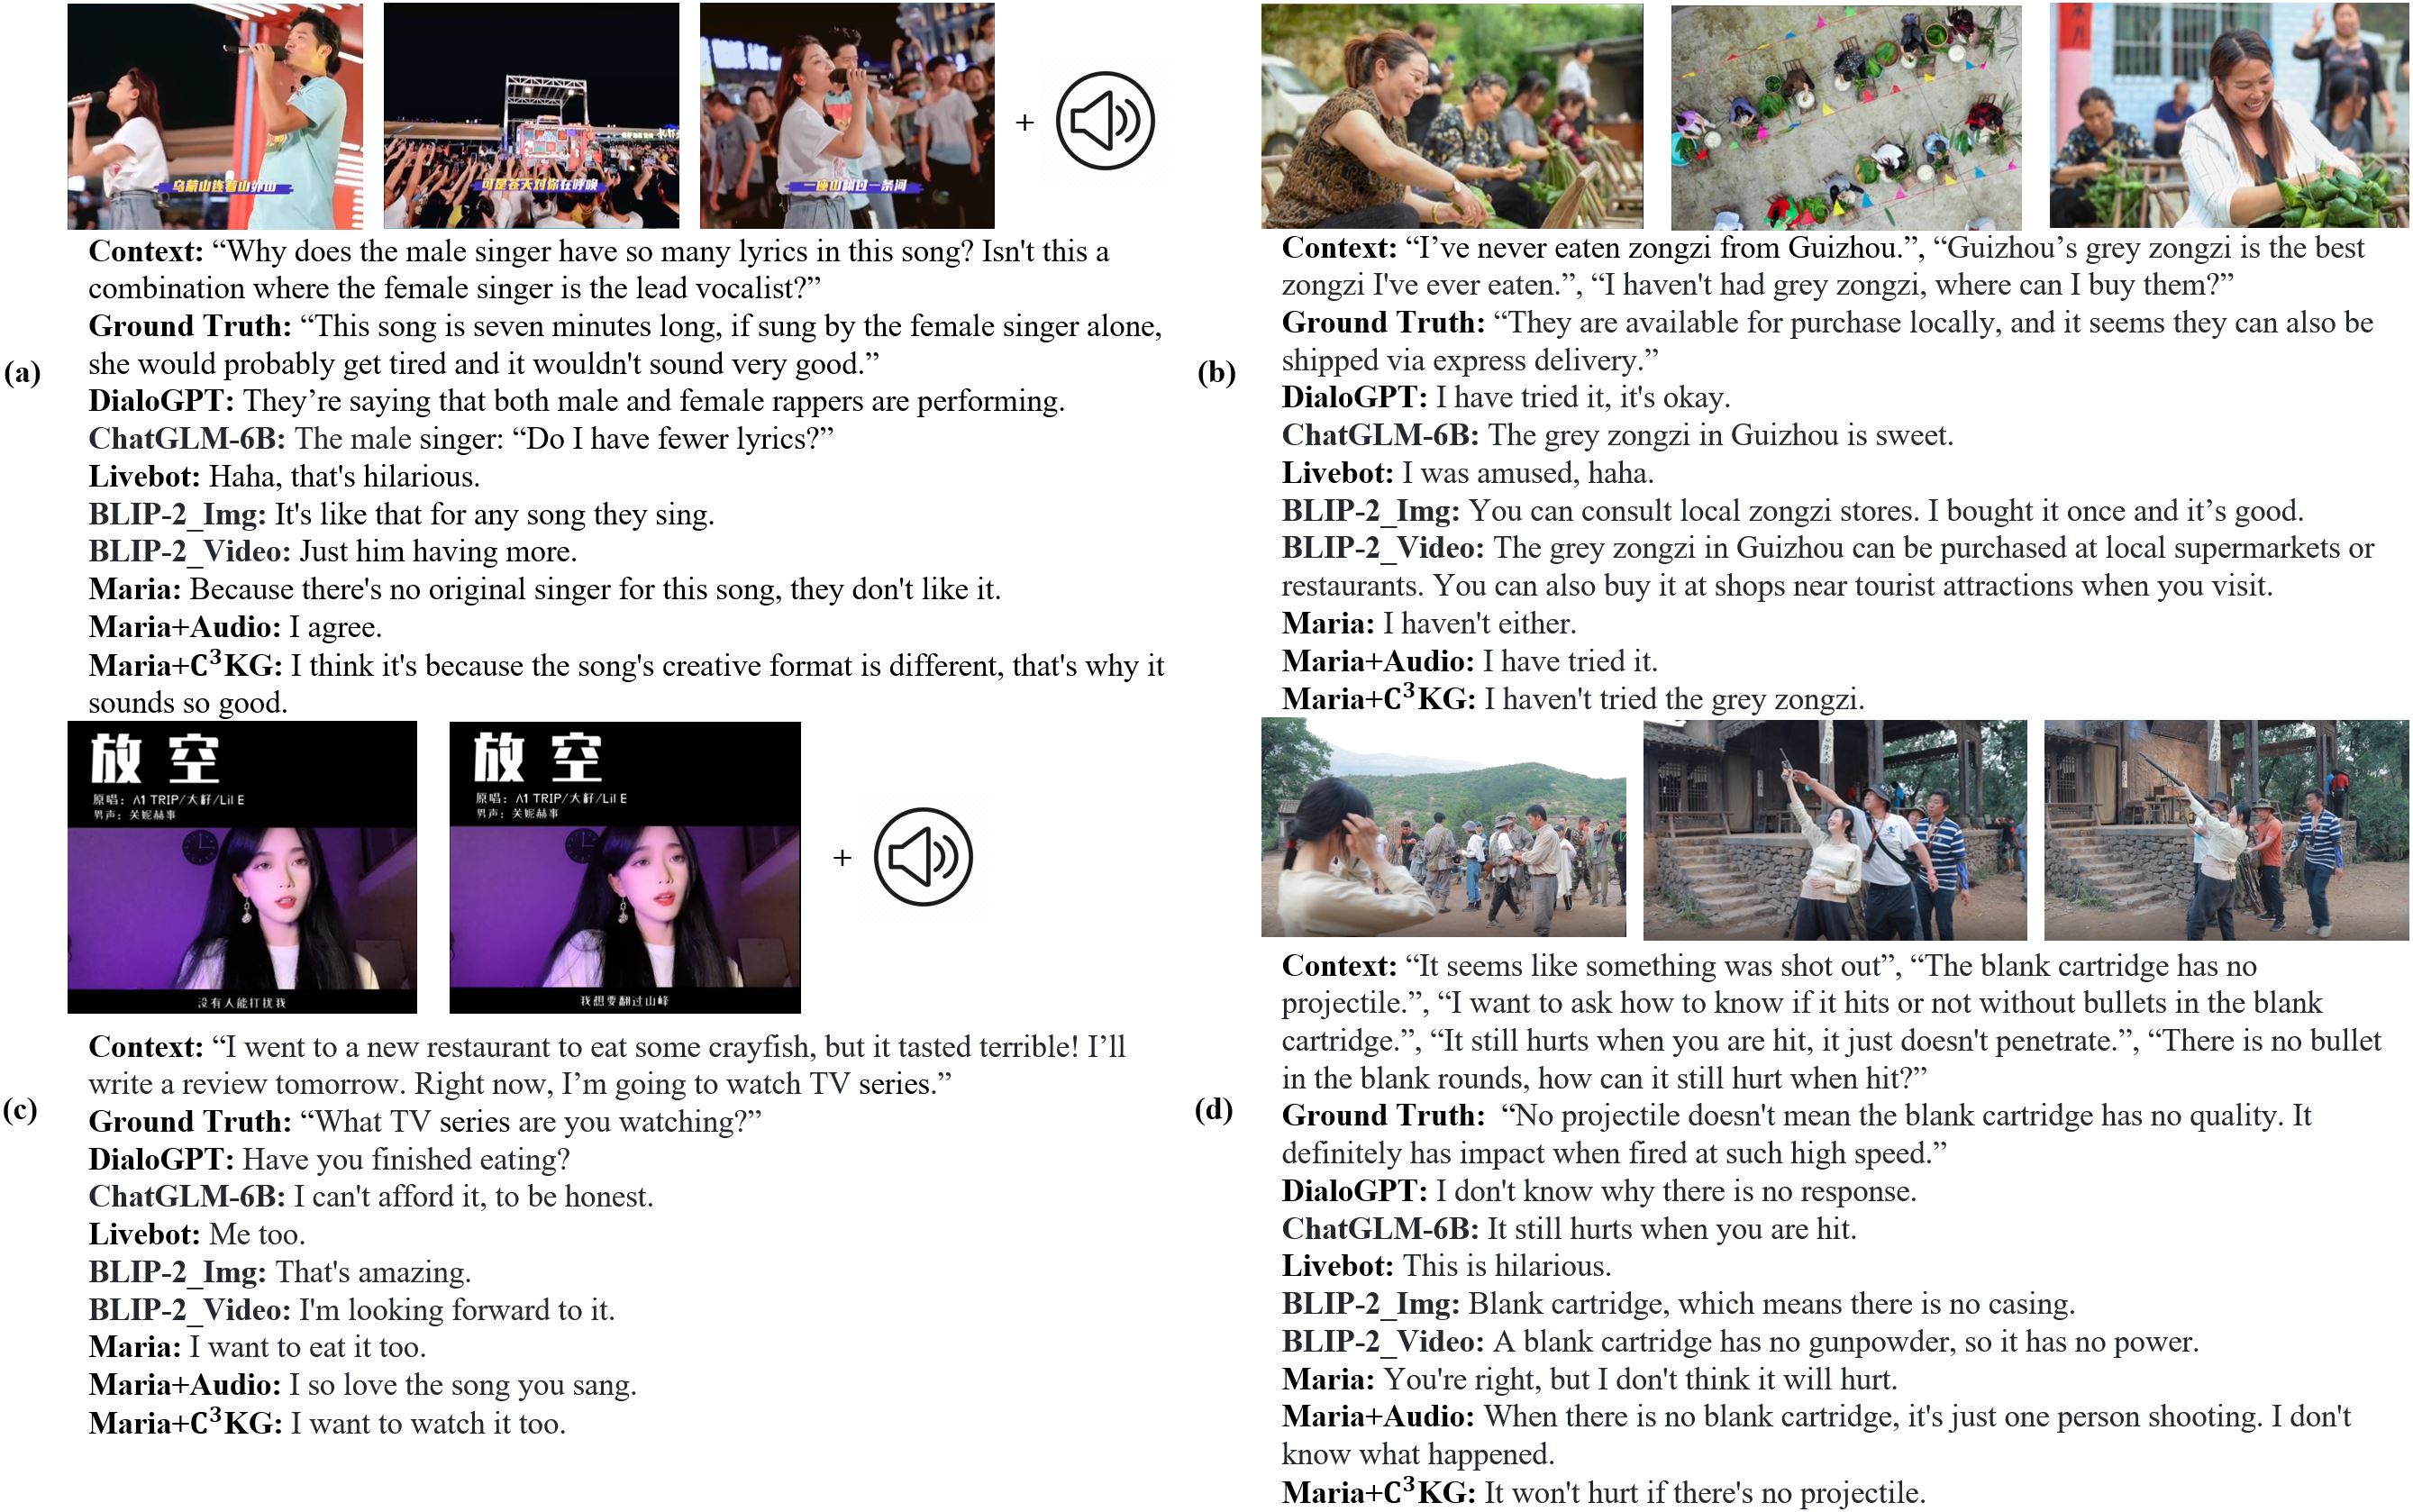 乌蒙山连着山外山
可是苍天对你在呼唤
一座山翻过一条河
+
Context: “Why does the male singer have so many lyrics in this song? Isn't this a
combination where the female singer is the lead vocalist?”
Ground Truth: “This song is seven minutes long, if sung by the female singer alone,
she would probably get tired and it wouldn't sound very good.”
(a)
DialoGPT: They’re saying that both male and female rappers are performing.
ChatGLM-6B: The male singer: “Do I have fewer lyrics?”
Livebot: Haha, that's hilarious.
BLIP-2_Img: It's like that for any song they sing.
BLIP-2_Video: Just him having more.
Maria: Because there's no original singer for this song, they don't like it.
Maria+Audio: I agree.
Maria+C³KG: I think it's because the song's creative format is different, that's why it
sounds so good.
Context: “I’ve never eaten zongzi from Guizhou.”, “Guizhou’s grey zongzi is the best
zongzi I've ever eaten.”, “I haven't had grey zongzi, where can I buy them?”
Ground Truth: “They are available for purchase locally, and it seems they can also be
shipped via express delivery.”
(b)
DialoGPT: I have tried it, it's okay.
ChatGLM-6B: The grey zongzi in Guizhou is sweet.
Livebot: I was amused, haha.
BLIP-2_Img: You can consult local zongzi stores. I bought it once and it’s good.
BLIP-2_Video: The grey zongzi in Guizhou can be purchased at local supermarkets or
restaurants. You can also buy it at shops near tourist attractions when you visit.
Maria: I haven't either.
Maria+Audio: I have tried it.
Maria+C³KG: I haven't tried the grey zongzi.
放空
原唱：A1 TRIP/大籽/Lil E
男声：关妮赫事
没有人能打扰我
放空
原唱：A1 TRIP/大籽/Lil E
男声：关妮赫事
我想要翻过山峰
+
Context: “I went to a new restaurant to eat some crayfish, but it tasted terrible! I’ll
write a review tomorrow. Right now, I’m going to watch TV series.”
(c)
Ground Truth: “What TV series are you watching?”
DialoGPT: Have you finished eating?
ChatGLM-6B: I can't afford it, to be honest.
Livebot: Me too.
BLIP-2_Img: That's amazing.
BLIP-2_Video: I'm looking forward to it.
Maria: I want to eat it too.
Maria+Audio: I so love the song you sang.
Maria+C³KG: I want to watch it too.
Context: “It seems like something was shot out”, “The blank cartridge has no
projectile.”, “I want to ask how to know if it hits or not without bullets in the blank
cartridge.”, “It still hurts when you are hit, it just doesn't penetrate.”, “There is no bullet
in the blank rounds, how can it still hurt when hit?”
(d)
Ground Truth: “No projectile doesn't mean the blank cartridge has no quality. It
definitely has impact when fired at such high speed.”
DialoGPT: I don't know why there is no response.
ChatGLM-6B: It still hurts when you are hit.
Livebot: This is hilarious.
BLIP-2_Img: Blank cartridge, which means there is no casing.
BLIP-2_Video: A blank cartridge has no gunpowder, so it has no power.
Maria: You're right, but I don't think it will hurt.
Maria+Audio: When there is no blank cartridge, it's just one person shooting. I don't
know what happened.
Maria+C³KG: It won't hurt if there's no projectile.